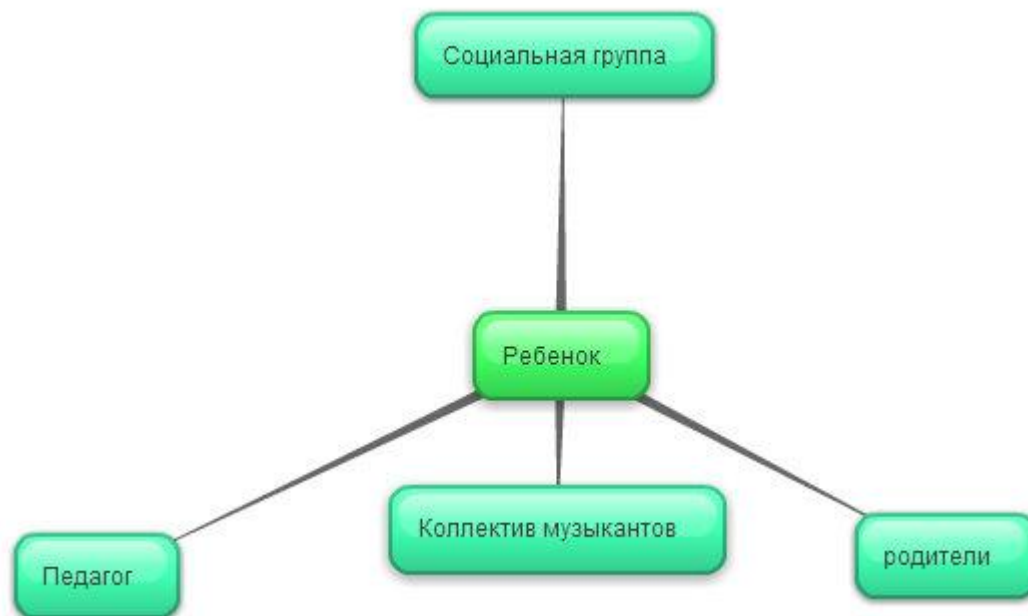 Социальная группа
Ребенок
Коллектив музыкантов
Педагог
родители